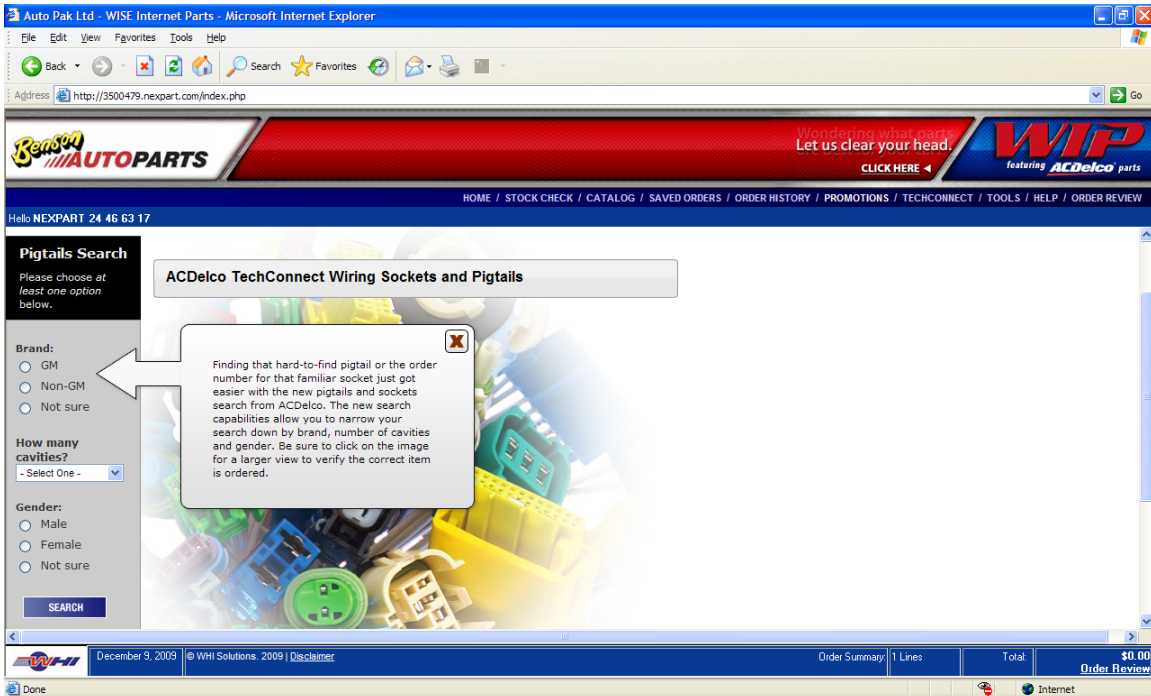 Auto Pak Ltd - WISE Internet Parts - Microsoft Internet Explorer
File Edit View Favorites Tools Help
Back Search Favorites
Address http://3500479.nexpart.com/index.php Go
Benson AUTOPARTS
Wondering what parts
Let us clear your head.
CLICK HERE
WIP
featuring ACDelco parts
HOME / STOCK CHECK / CATALOG / SAVED ORDERS / ORDER HISTORY / PROMOTIONS / TECHCONNECT / TOOLS / HELP / ORDER REVIEW
Hello NEXPART 24 46 63 17
Pigtails Search
Please choose at
least one option
below.
ACDelco TechConnect Wiring Sockets and Pigtails
Brand:
GM
Non-GM
Not sure
How many
cavities?
- Select One -
Gender:
Male
Female
Not sure
SEARCH
X
Finding that hard-to-find pigtail or the order
number for that familiar socket just got
easier with the new pigtails and sockets
search from ACDelco. The new search
capabilities allow you to narrow your
search down by brand, number of cavities
and gender. Be sure to click on the image
for a larger view to verify the correct item
is ordered.
WHI
December 9, 2009
© WHI Solutions. 2009 | Disclaimer
Order Summary: 1 Lines Total: $0.00
Order Review
Done Internet